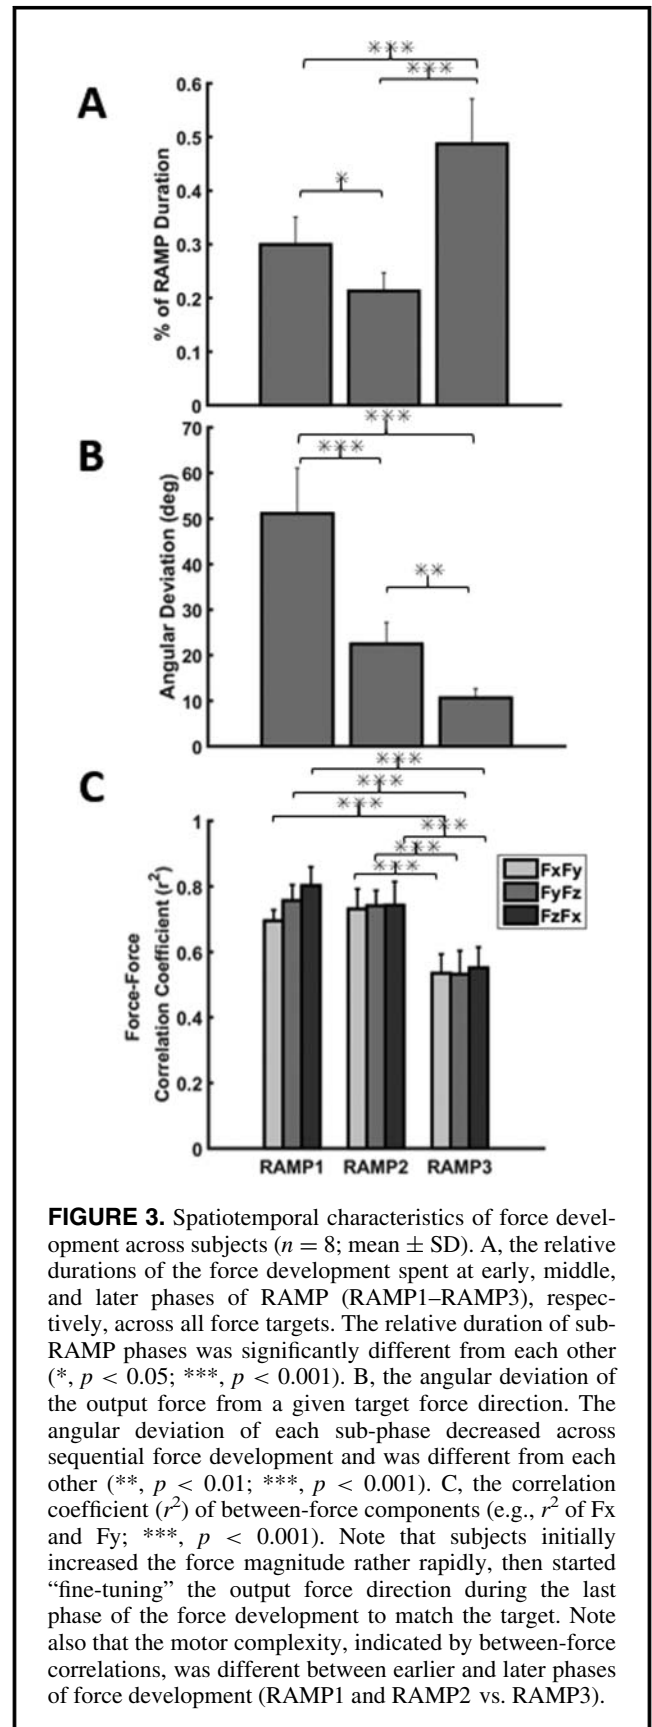 ***
***
A
0.6
0.5
*
0.4
0.3
0.2
0.1
0
% of RAMP Duration
***
70
***
B
60
50
**
40
30
20
10
0
Angular Deviation (deg)
***
C
***
***
1
***
***
***
0.8
0.6
0.4
0.2
0
Force-Force
Correlation Coefficient (r²)
FxFy
FyFz
FzFx
RAMP1 RAMP2 RAMP3
FIGURE 3. Spatiotemporal characteristics of force devel-
opment across subjects (n = 8; mean ± SD). A, the relative
durations of the force development spent at early, middle,
and later phases of RAMP (RAMP1–RAMP3), respec-
tively, across all force targets. The relative duration of sub-
RAMP phases was significantly different from each other
(*, p < 0.05; ***, p < 0.001). B, the angular deviation of
the output force from a given target force direction. The
angular deviation of each sub-phase decreased across
sequential force development and was different from each
other (**, p < 0.01; ***, p < 0.001). C, the correlation
coefficient (r²) of between-force components (e.g., r² of Fx
and Fy; ***, p < 0.001). Note that subjects initially
increased the force magnitude rather rapidly, then started
“fine-tuning” the output force direction during the last
phase of the force development to match the target. Note
also that the motor complexity, indicated by between-force
correlations, was different between earlier and later phases
of force development (RAMP1 and RAMP2 vs. RAMP3).